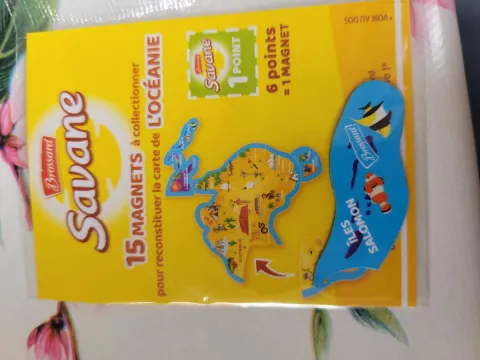 Brossard
Savane
15 MAGNETS à collectionner
pour reconstituer la carte de L'OCÉANIE
Brossard
Savane
1 POINT
6 points
= 1 MAGNET
* VOIR AU DOS
Brossard
ÎLES
SALOMON